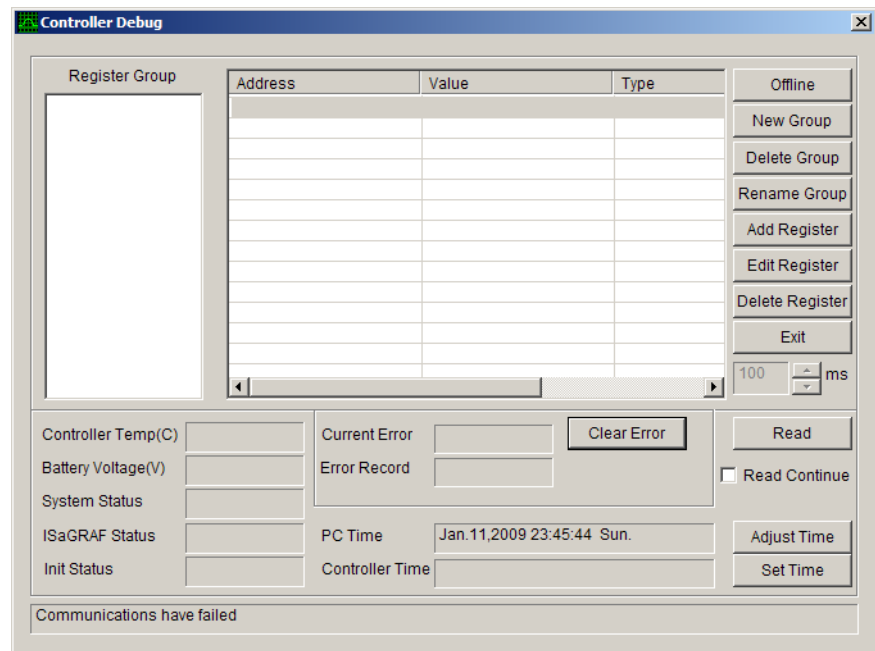 Controller Debug
Register Group
Address Value Type
Offline
New Group
Delete Group
Rename Group
Add Register
Edit Register
Delete Register
Exit
100 ms
Controller Temp(C)
Battery Voltage(V)
System Status
ISaGRAF Status
Init Status
Current Error
Clear Error
Error Record
PC Time Jan.11,2009 23:45:44 Sun.
Controller Time
Read
Read Continue
Adjust Time
Set Time
Communications have failed